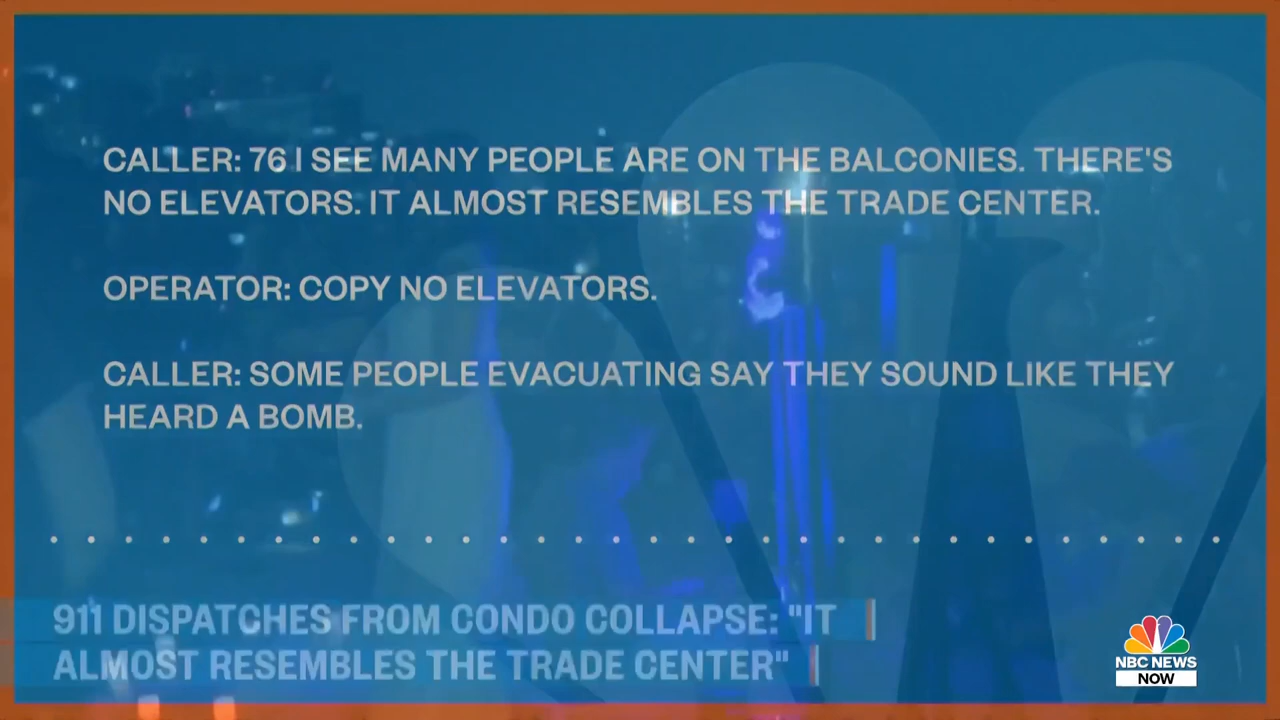 CALLER: 76 I SEE MANY PEOPLE ARE ON THE BALCONIES. THERE'S
NO ELEVATORS. IT ALMOST RESEMBLES THE TRADE CENTER.
OPERATOR: COPY NO ELEVATORS.
CALLER: SOME PEOPLE EVACUATING SAY THEY SOUND LIKE THEY
HEARD A BOMB.
911 DISPATCHES FROM CONDO COLLAPSE: "IT
ALMOST RESEMBLES THE TRADE CENTER"
NBC NEWS
NOW